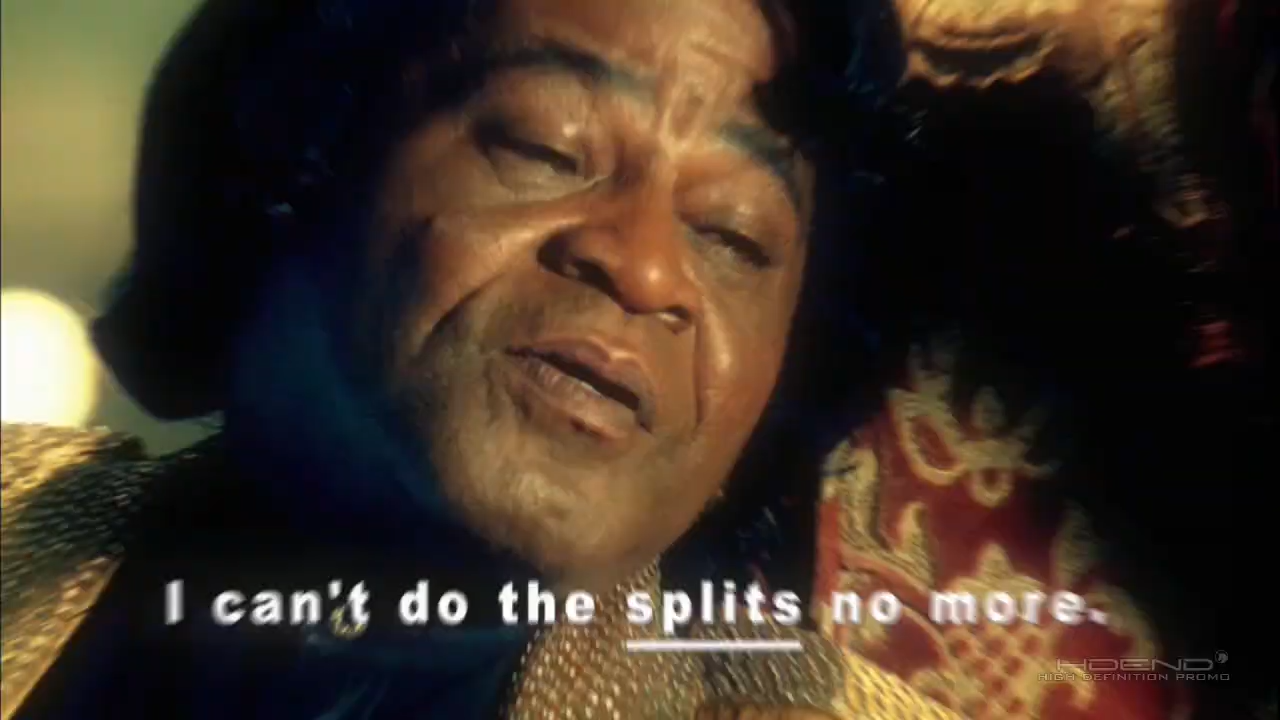 I can't do the splits no more.
HDEND
HIGH DEFINITION PROMO